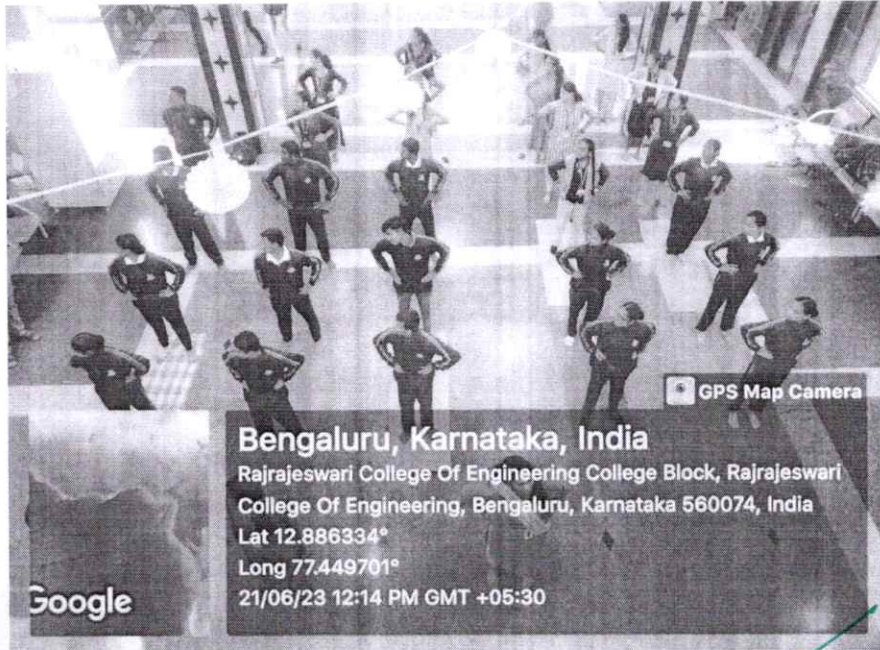 GPS Map Camera
Bengaluru, Karnataka, India
Rajrajeswari College Of Engineering College Block, Rajrajeswari
College Of Engineering, Bengaluru, Karnataka 560074, India
Lat 12.886334°
Long 77.449701°
21/06/23 12:14 PM GMT +05:30
Google